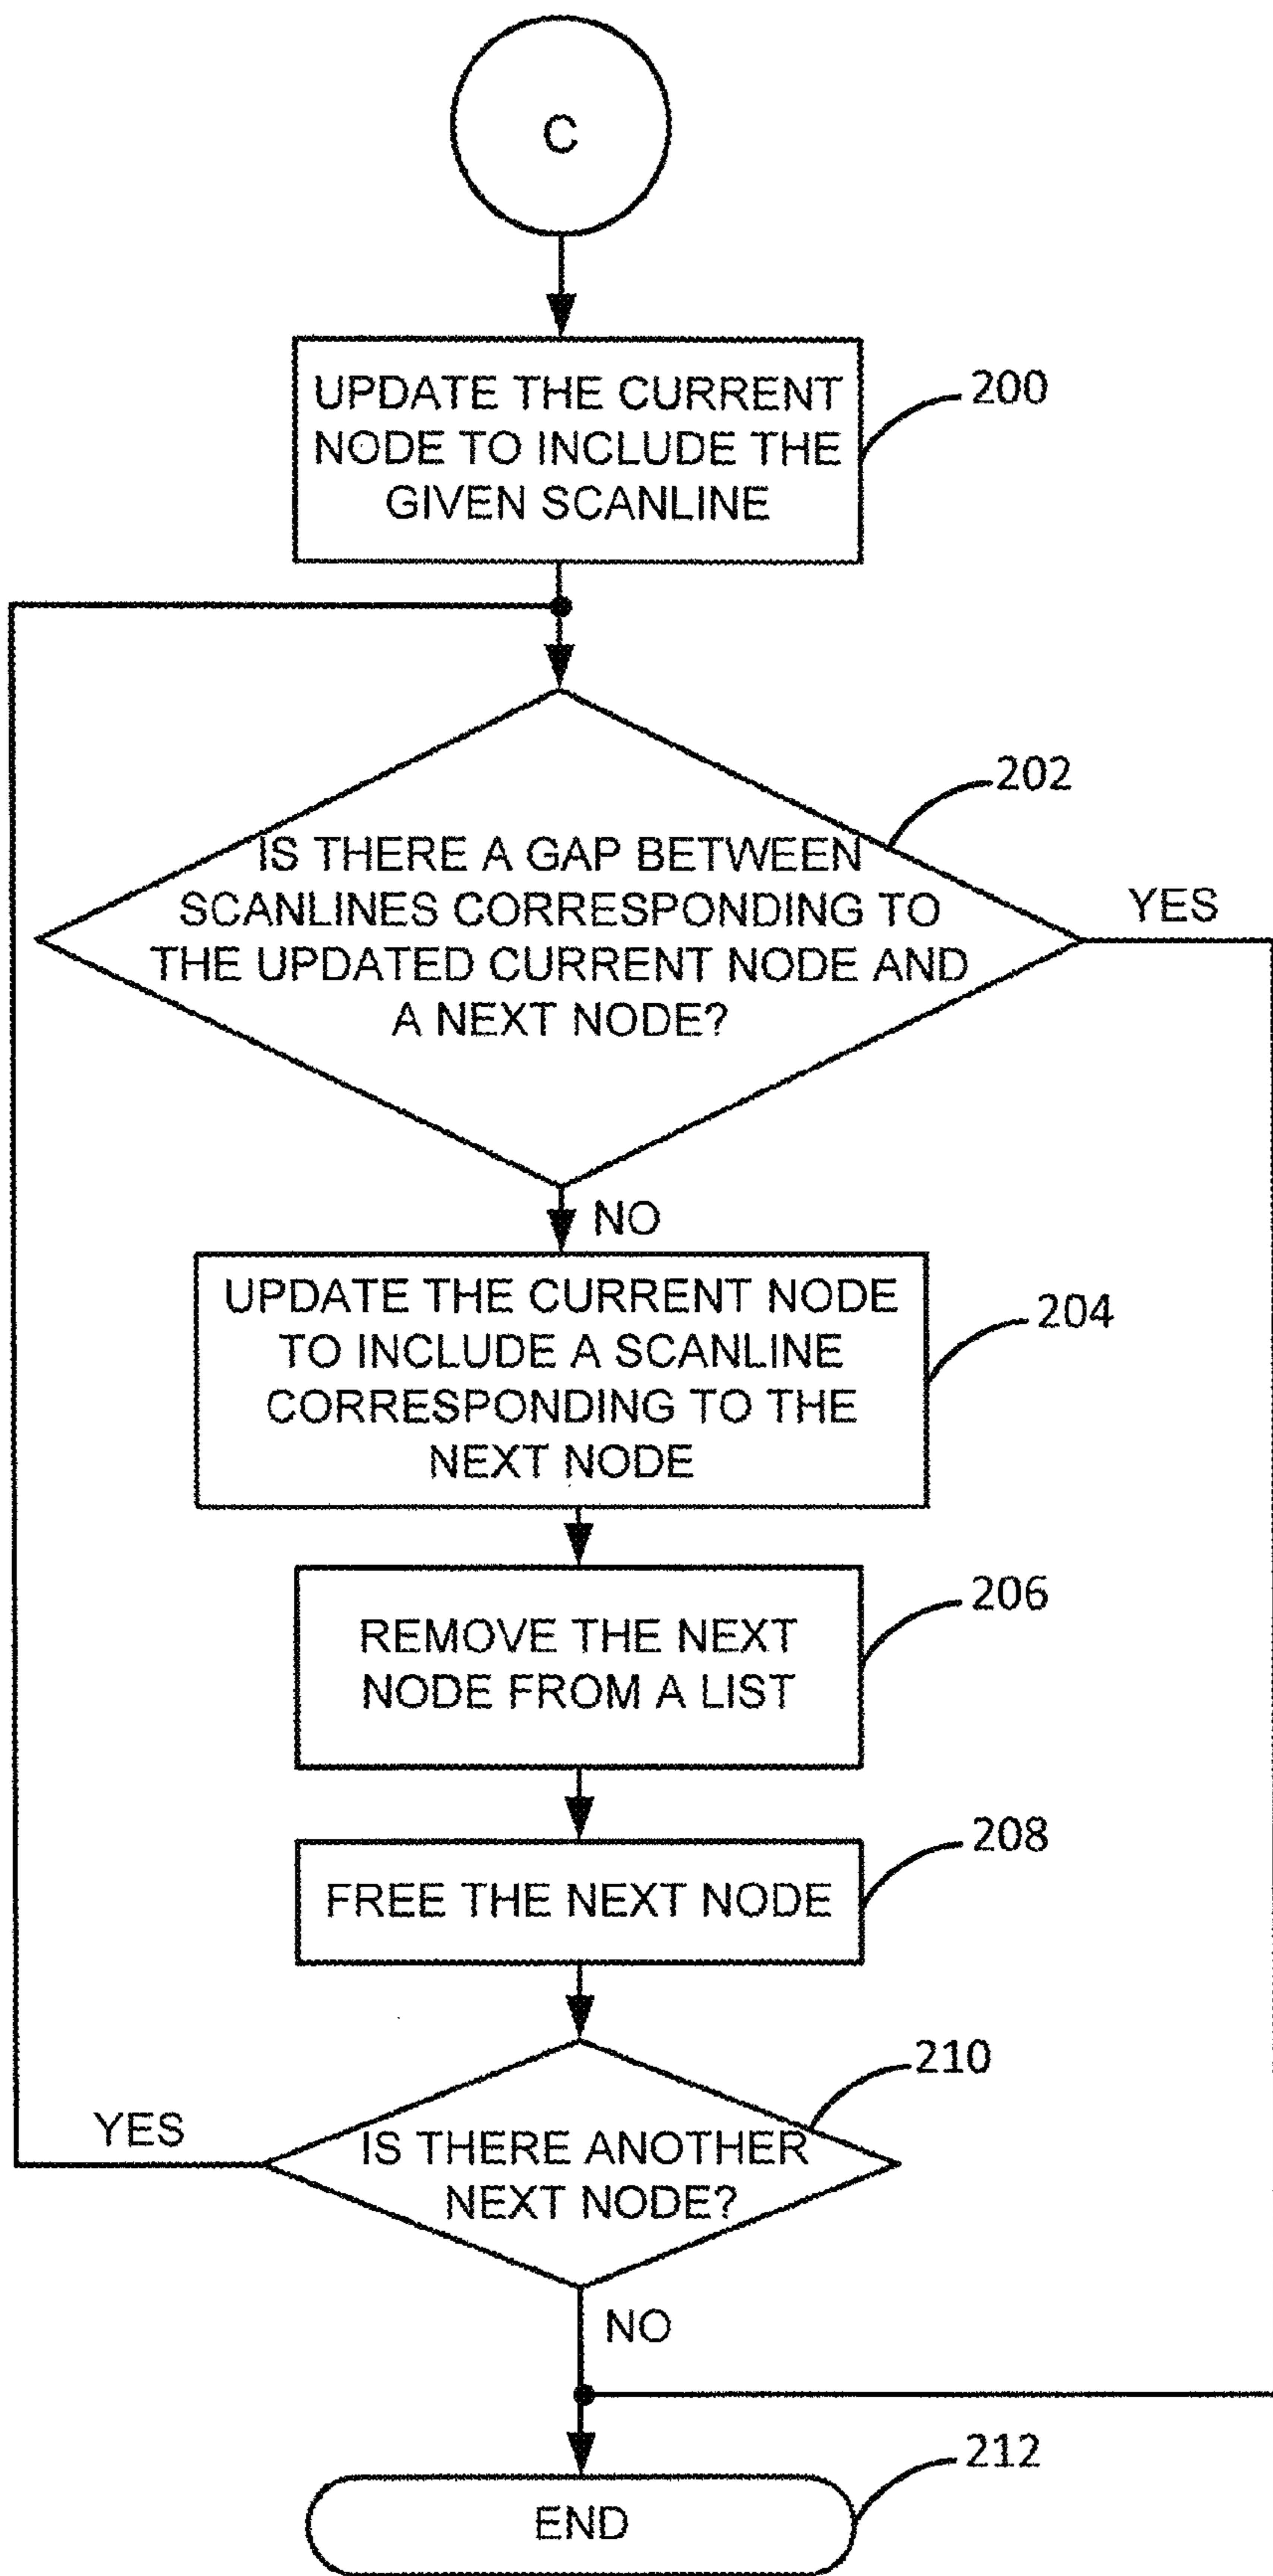 C
UPDATE THE CURRENT
NODE TO INCLUDE THE
GIVEN SCANLINE
200
202
IS THERE A GAP BETWEEN
SCANLINES CORRESPONDING TO
THE UPDATED CURRENT NODE AND
A NEXT NODE?
YES
NO
UPDATE THE CURRENT NODE
TO INCLUDE A SCANLINE
CORRESPONDING TO THE
NEXT NODE
204
REMOVE THE NEXT
NODE FROM A LIST
206
FREE THE NEXT NODE
208
210
YES
IS THERE ANOTHER
NEXT NODE?
NO
212
END